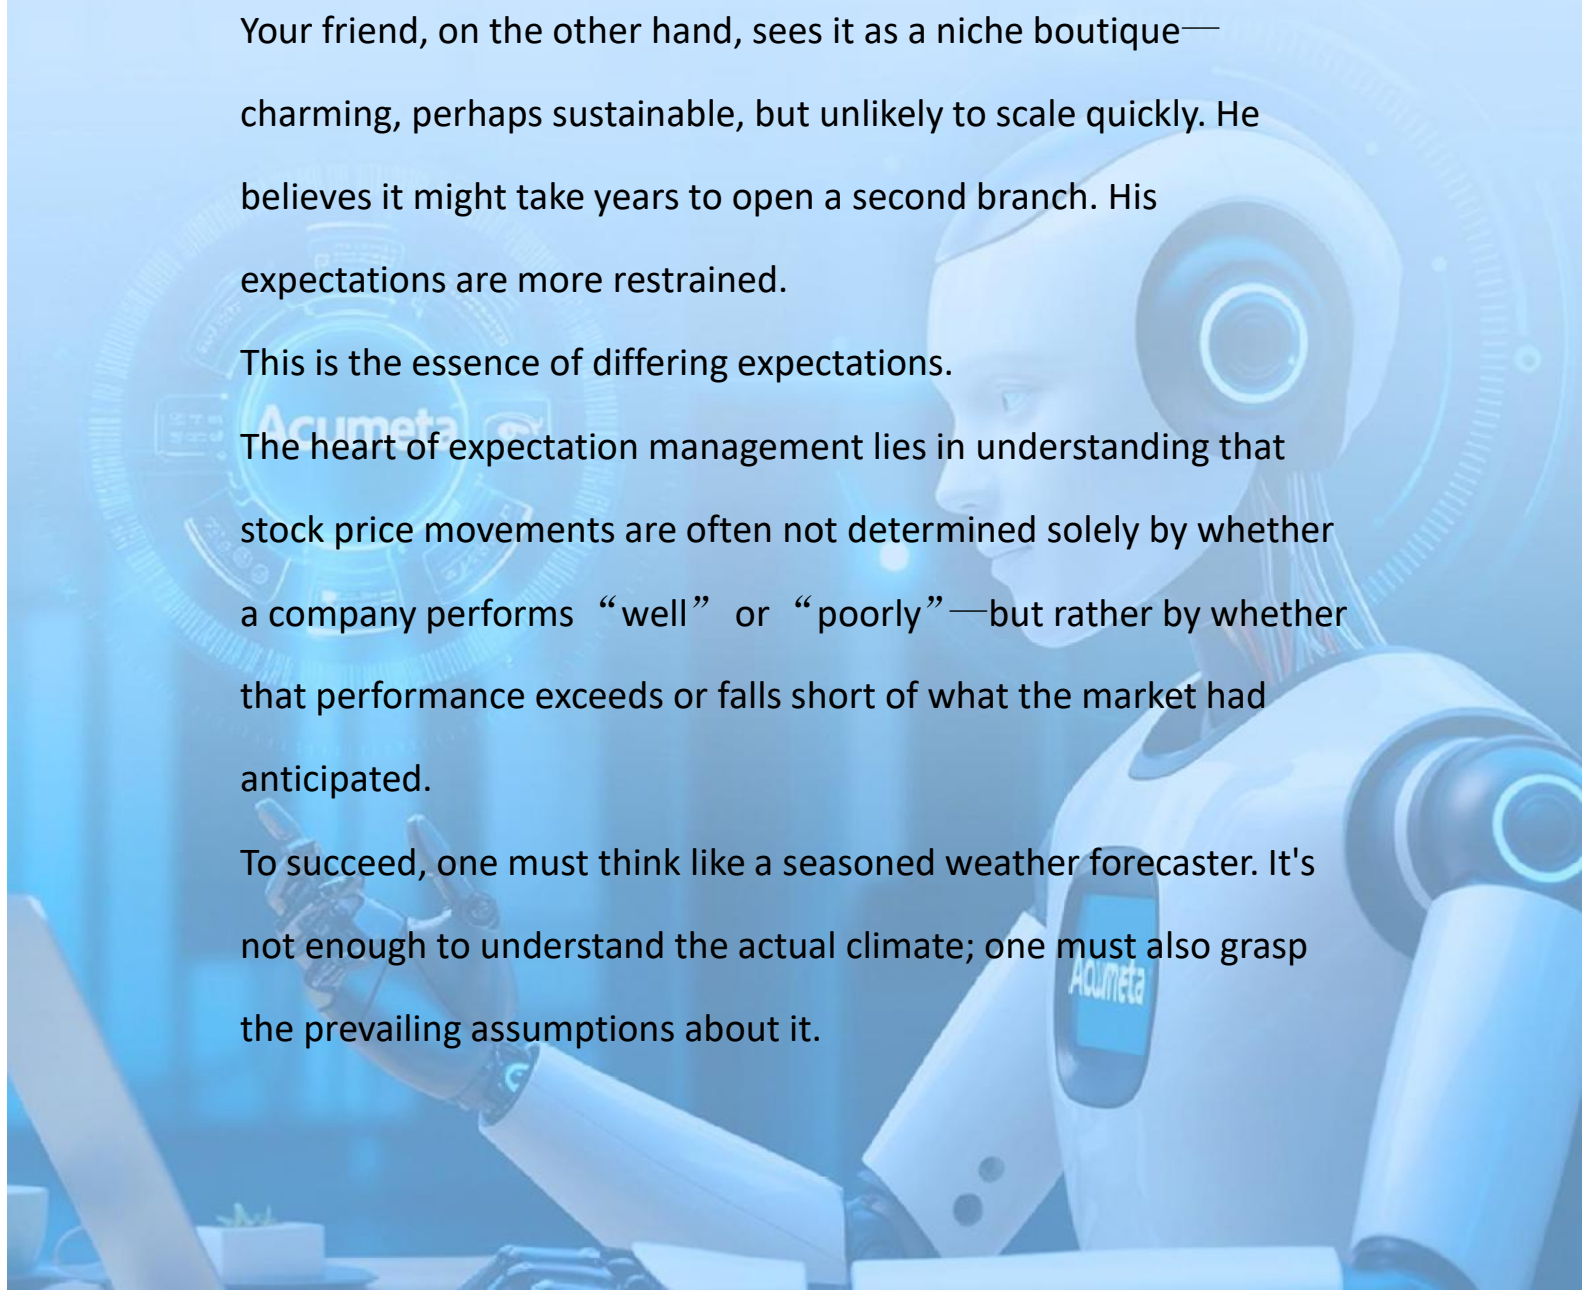 Your friend, on the other hand, sees it as a niche boutique—
charming, perhaps sustainable, but unlikely to scale quickly. He
believes it might take years to open a second branch. His
expectations are more restrained.
This is the essence of differing expectations.
Acumeta
The heart of expectation management lies in understanding that
stock price movements are often not determined solely by whether
a company performs “well” or “poorly”—but rather by whether
that performance exceeds or falls short of what the market had
anticipated.
To succeed, one must think like a seasoned weather forecaster. It's
not enough to understand the actual climate; one must also grasp
Acumeta
the prevailing assumptions about it.